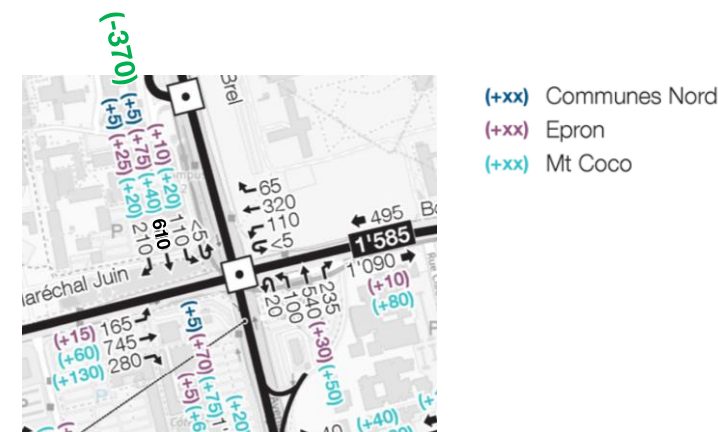 (-370)
Brel
(+xx) Communes Nord
(+xx) Epron
(+xx) Mt Coco
(+5) (+25) (+20) 210
(+5) (+75) (+40) 610
(+10) (+20) 110
<5
65
320
110
<5
495
1'585
1'090
(+10)
(+80)
P
aréchal Juin
(+15) 165
(+60) 745
(+130) 280
20
100
540
235 (+30) (+50)
(+5) (+70) (+75)
(+5)
(+20)
(+40)
P